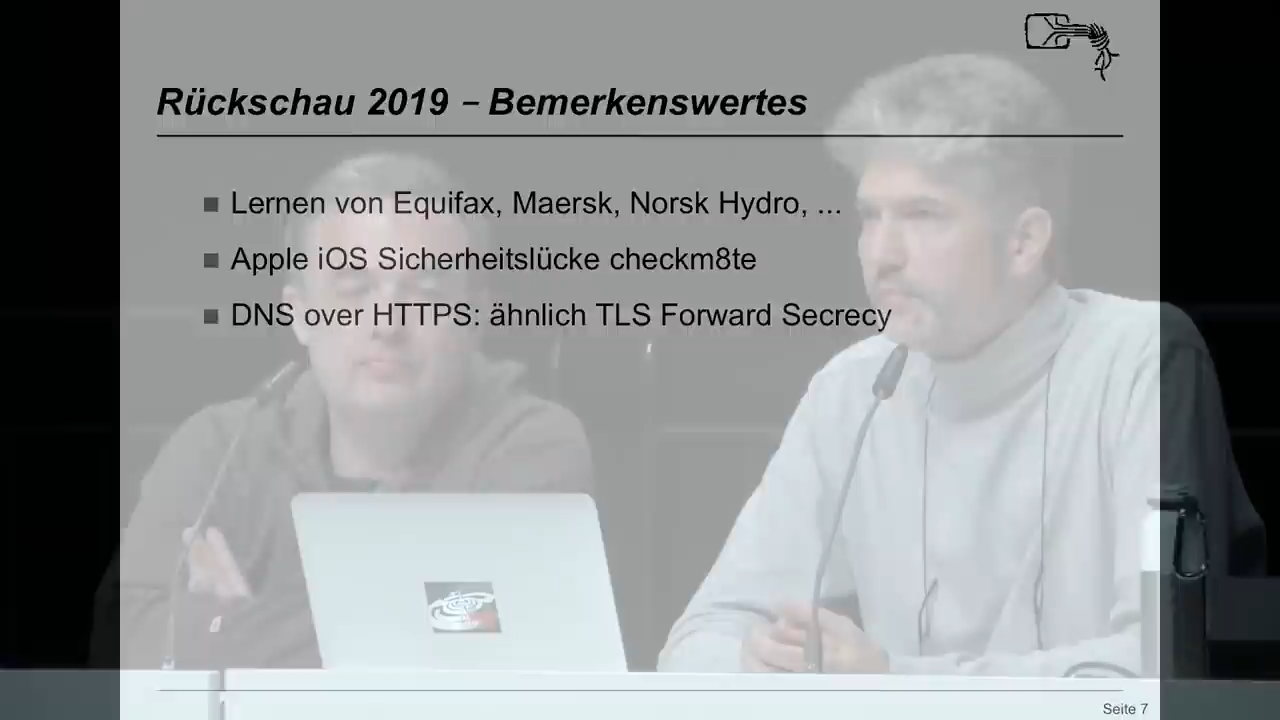 Rückschau 2019 – Bemerkenswertes
Lernen von Equifax, Maersk, Norsk Hydro, ...
Apple iOS Sicherheitslücke checkm8te
DNS over HTTPS: ähnlich TLS Forward Secrecy
Seite 7